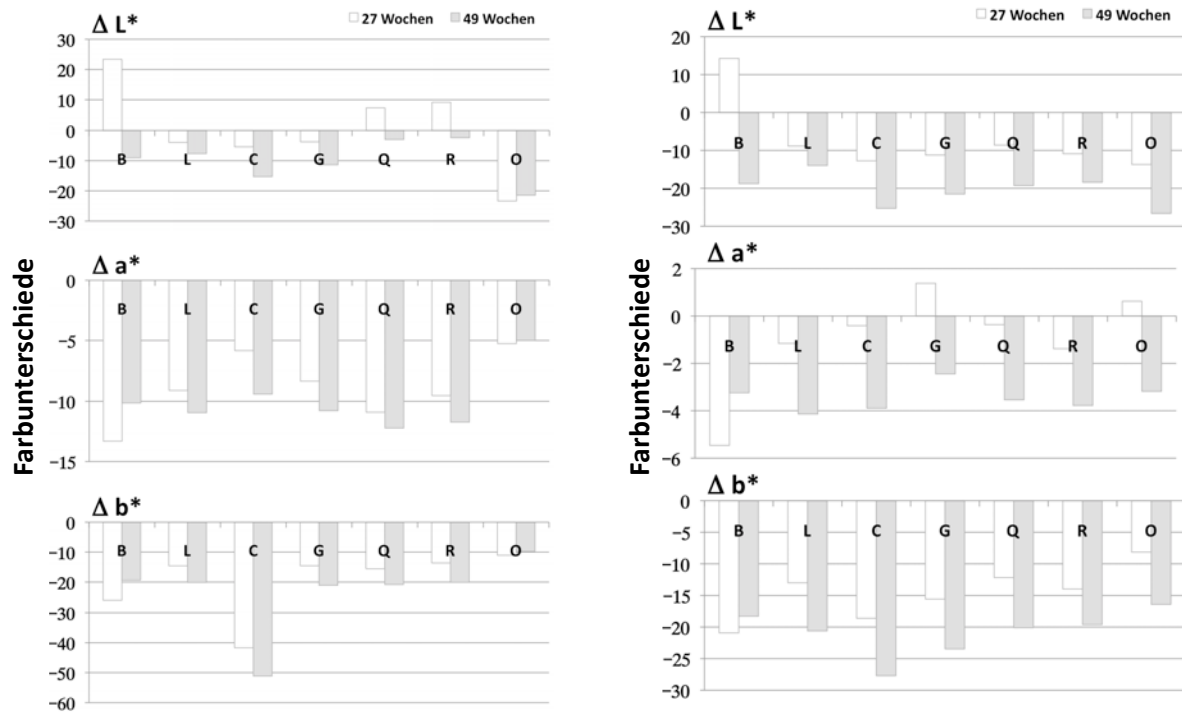 Δ L*
27 Wochen 49 Wochen
30
20
10
0
−10
−20
−30
B L C G Q R O
Δ a*
0
−5
−10
−15
B L C G Q R O
Δ b*
0
−10
−20
−30
−40
−50
−60
B L C G Q R O
Farbunterschiede
Δ L*
27 Wochen 49 Wochen
20
10
0
−10
−20
−30
B L C G Q R O
Δ a*
2
0
−2
−4
−6
B L C G Q R O
Δ b*
0
−5
−10
−15
−20
−25
−30
B L C G Q R O
Farbunterschiede